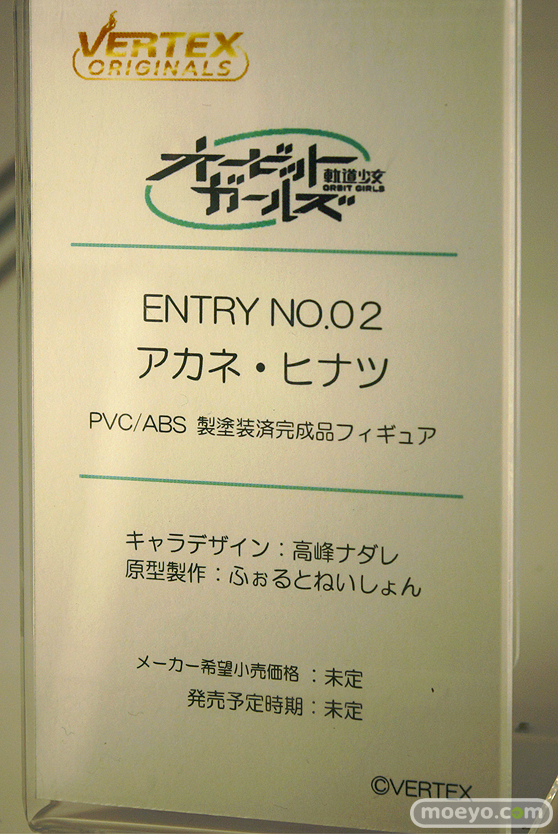 VERTEX
ORIGINALS
オービット
ガールズ
軌道少女
ORBIT GIRLS
ENTRY NO.02
アカネ・ヒナツ
PVC/ABS 製塗装済完成品フィギュア
キャラデザイン：高峰ナダレ
原型製作：ふぉるとねいしょん
メーカー希望小売価格：未定
発売予定時期：未定
©VERTEX
moeyo.com